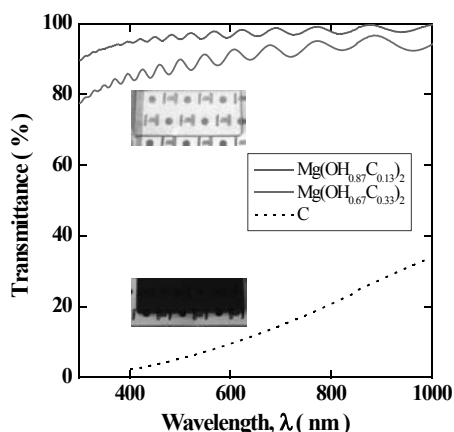 100
80
60
40
20
0
Transmittance ( % )
Mg(OH0.87C0.13)2
Mg(OH0.67C0.33)2
C
400
600
800
1000
Wavelength, λ ( nm )